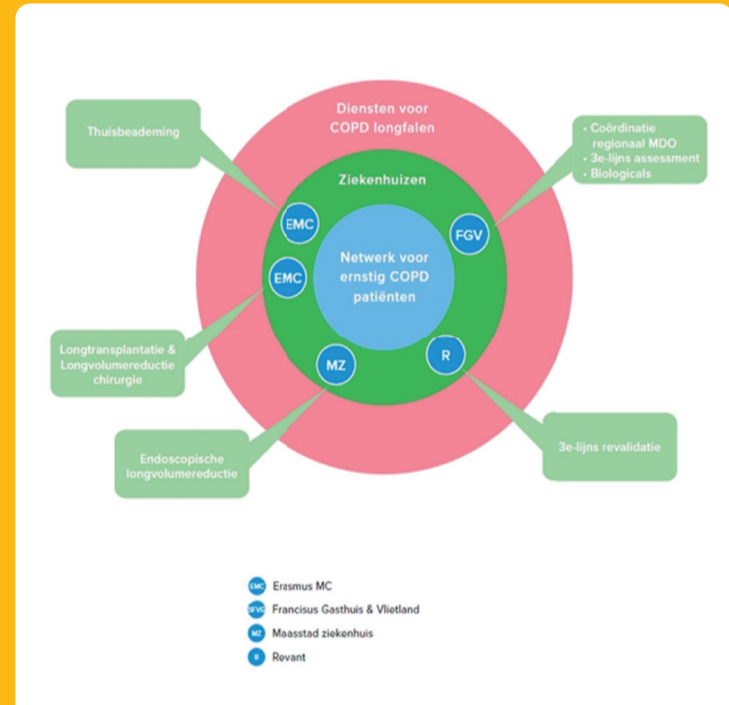 Diensten voor
COPD longfalen
Thuisbeademing
• Coördinatie
regionaal MDO
• 3e-lijns assessment
• Biologicals
Ziekenhuizen
EMC
FGV
Netwerk voor
ernstig COPD
patiënten
EMC
Longtransplantatie &
Longvolumereductie
chirurgie
MZ
R
Endoscopische
longvolumereductie
3e-lijns revalidatie
EMC Erasmus MC
SFVG Francisus Gasthuis & Vlietland
MZ Maasstad ziekenhuis
R Revant